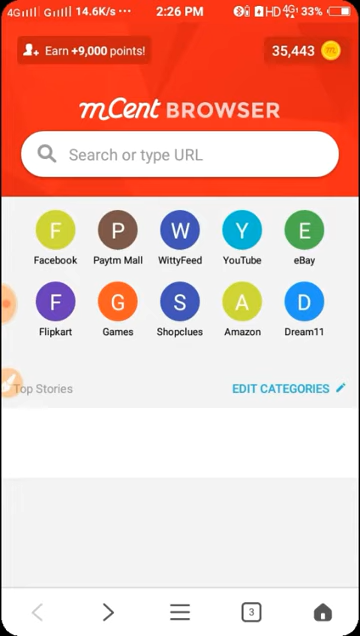 4G G 14.6K/s ··· 2:26 PM HD 4G 33%
Earn +9,000 points! 35,443 m
mCent BROWSER
Search or type URL
F P W Y E
Facebook Paytm Mall WittyFeed YouTube eBay
F G S A D
Flipkart Games Shopclues Amazon Dream11
Top Stories EDIT CATEGORIES
3